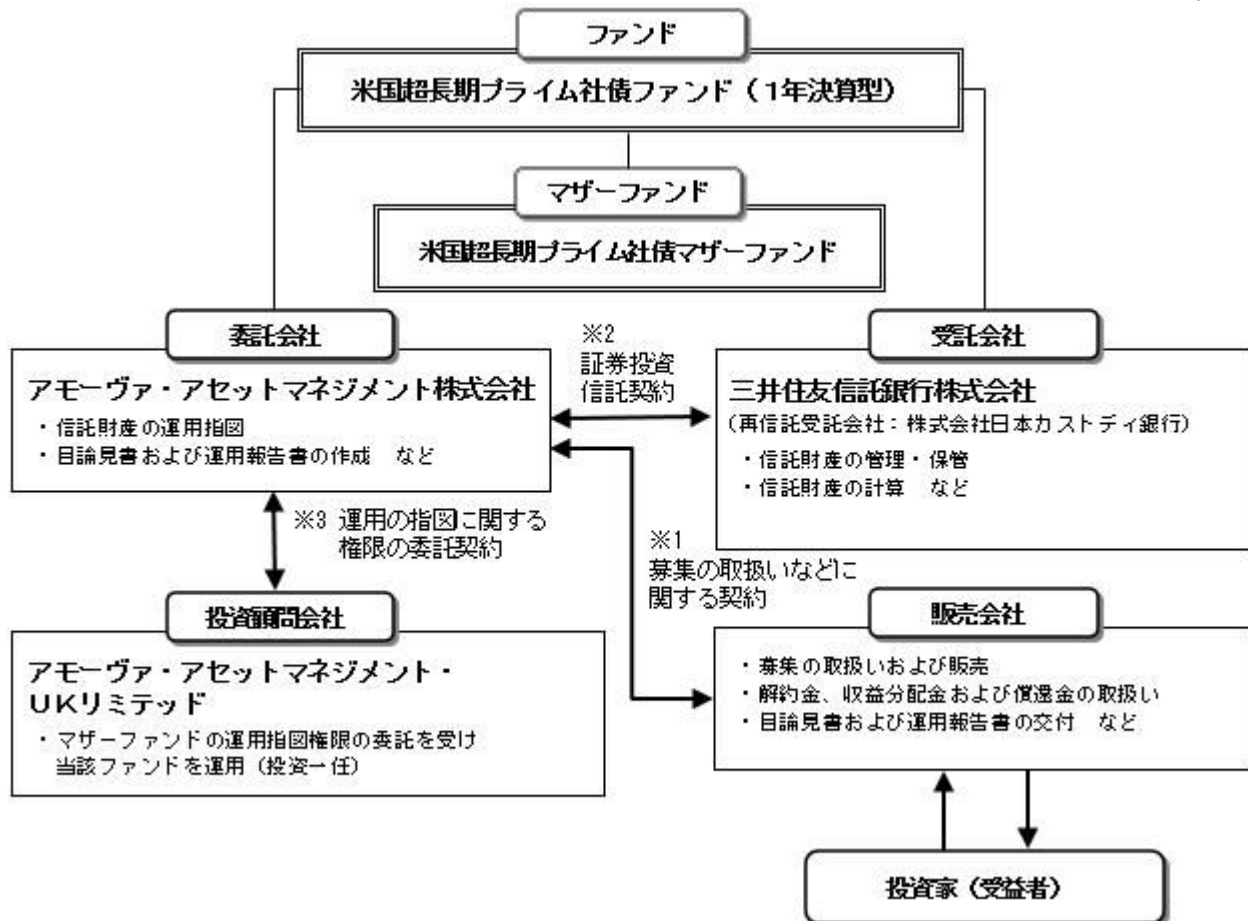 ファンド
米国超長期プライム社債ファンド（1年決算型）
マザーファンド
米国超長期プライム社債マザーファンド
委託会社
アモーヴァ・アセットマネジメント株式会社
・信託財産の運用指図
・目論見書および運用報告書の作成　など
※2
証券投資
信託契約
受託会社
三井住友信託銀行株式会社
（再信託受託会社：株式会社日本カストディ銀行）
・信託財産の管理・保管
・信託財産の計算　など
※3 運用の指図に関する
権限の委託契約
※1
募集の取扱いなどに
関する契約
投資顧問会社
アモーヴァ・アセットマネジメント・
UKリミテッド
・マザーファンドの運用指図権限の委託を受け
当該ファンドを運用（投資一任）
販売会社
・募集の取扱いおよび販売
・解約金、収益分配金および償還金の取扱い
・目論見書および運用報告書の交付　など
投資家（受益者）